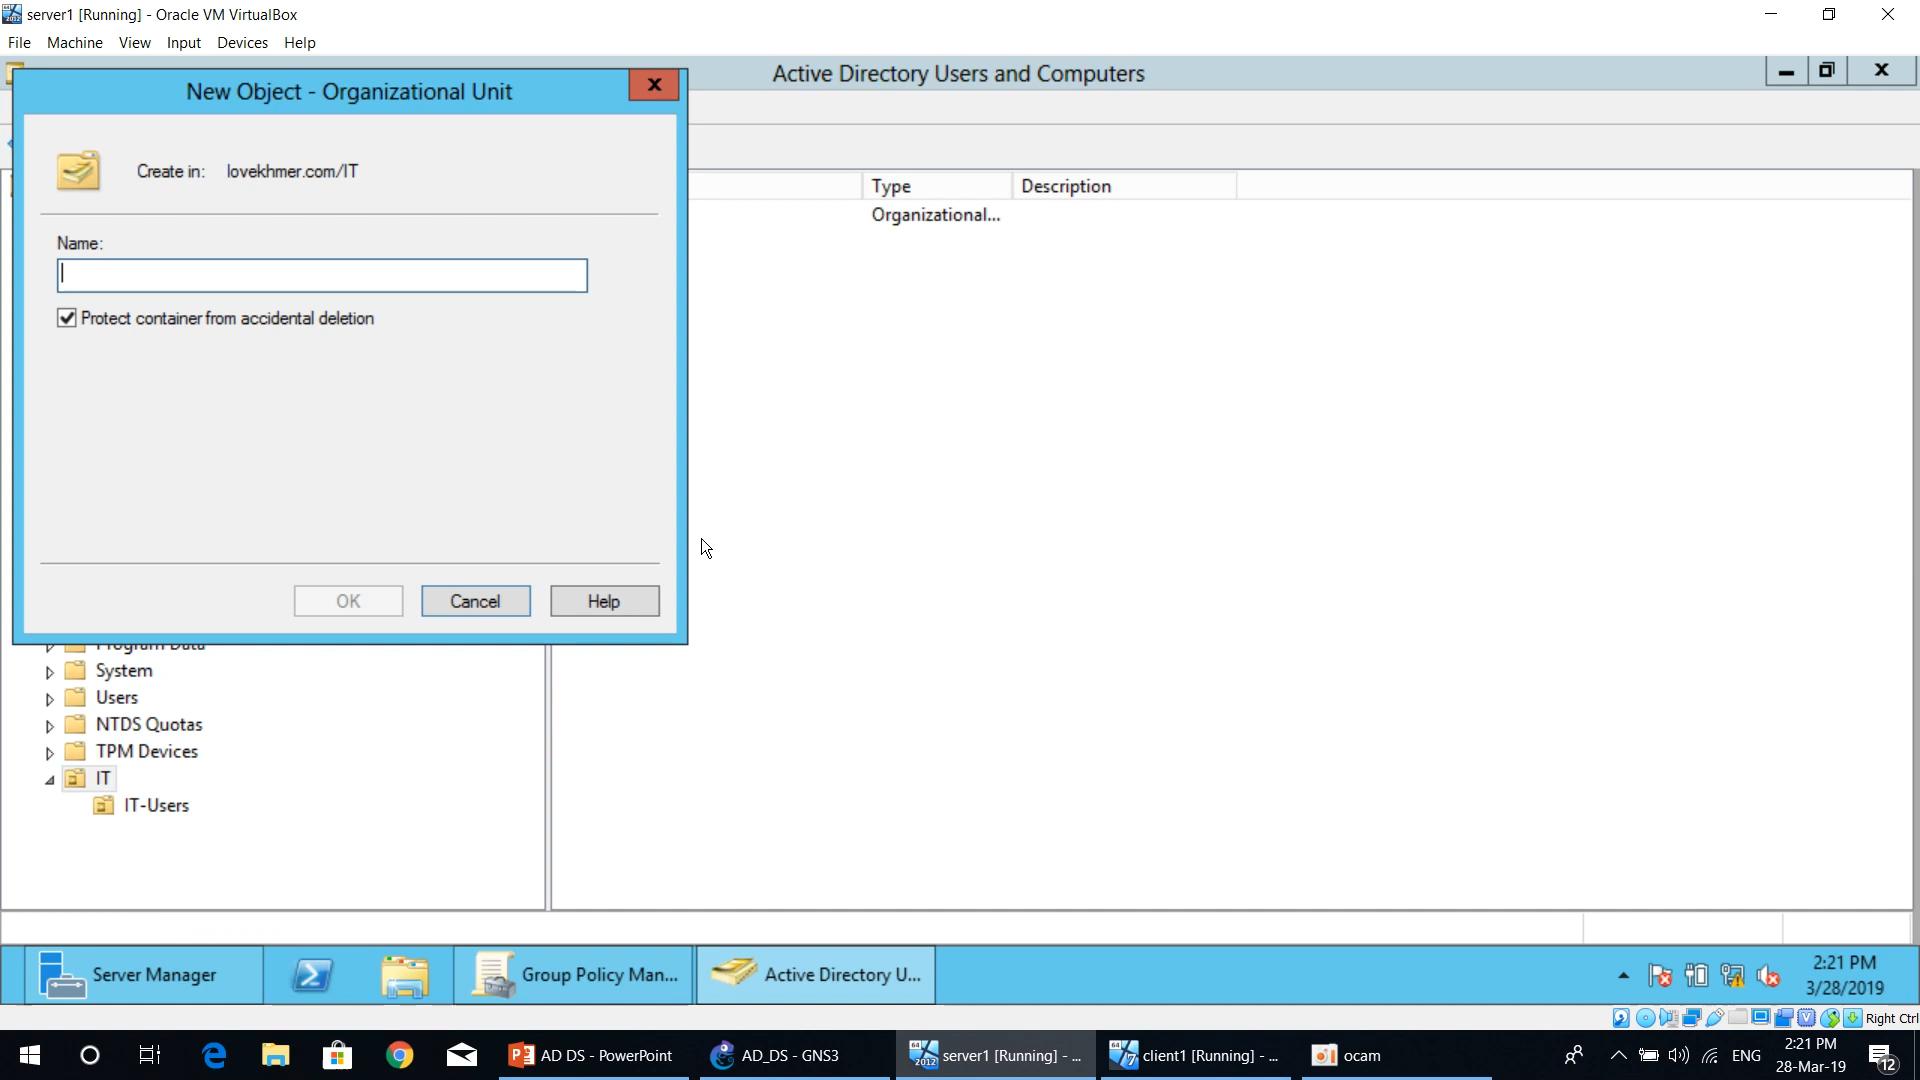 server1 [Running] - Oracle VM VirtualBox
File Machine View Input Devices Help
Active Directory Users and Computers
New Object - Organizational Unit
Create in: lovekhmer.com/IT
Type Description
Organizational...
Name:
Protect container from accidental deletion
OK Cancel Help
Program Data
System
Users
NTDS Quotas
TPM Devices
IT
IT-Users
Server Manager
Group Policy Man...
Active Directory U...
2:21 PM
3/28/2019
Right Ctrl
AD DS - PowerPoint
AD_DS - GNS3
server1 [Running] - ...
client1 [Running] - ...
ocam
ENG
2:21 PM
28-Mar-19
12